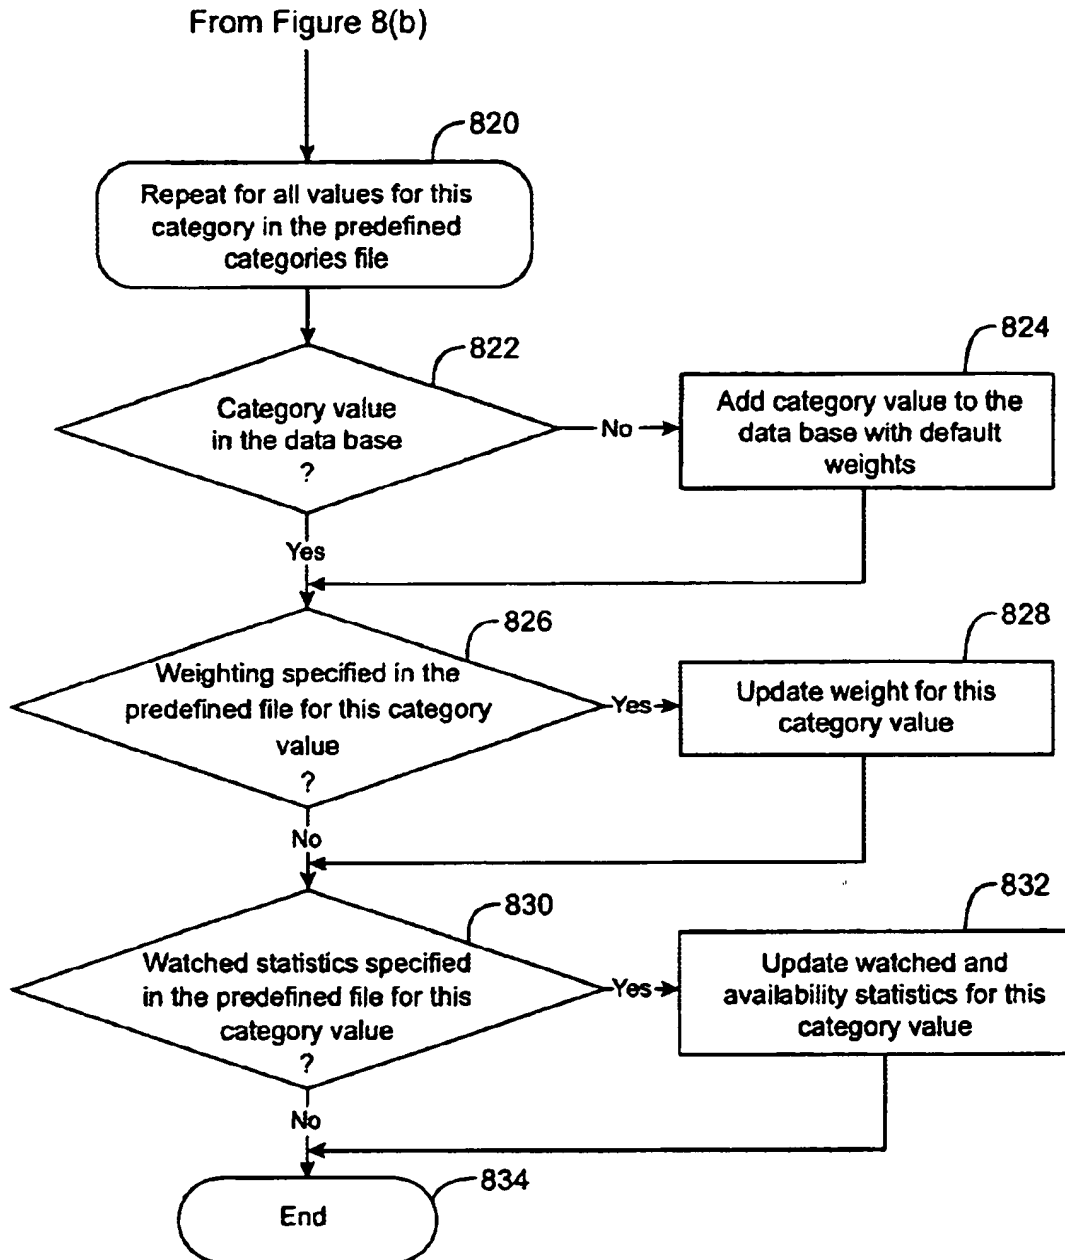 From Figure 8(b)
820
Repeat for all values for this
category in the predefined
categories file
822
Category value
in the data base
?
No
824
Add category value to the
data base with default
weights
Yes
826
Weighting specified in the
predefined file for this category
value
?
Yes
828
Update weight for this
category value
No
830
Watched statistics specified
in the predefined file for this
category value
?
Yes
832
Update watched and
availability statistics for this
category value
No
834
End